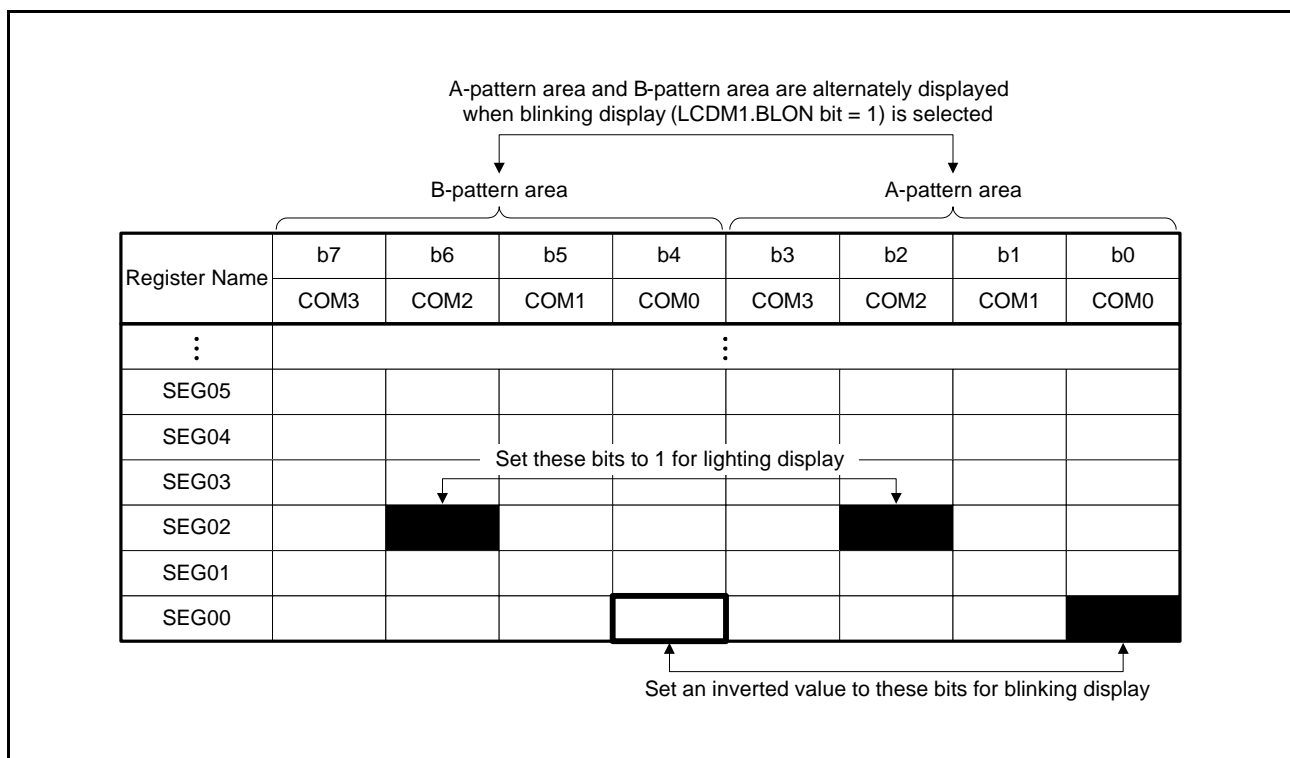 A-pattern area and B-pattern area are alternately displayed
when blinking display (LCDM1.BLON bit = 1) is selected
B-pattern area A-pattern area
Register Name b7 b6 b5 b4 b3 b2 b1 b0
COM3 COM2 COM1 COM0 COM3 COM2 COM1 COM0
⋮ ⋮
SEG05
SEG04
Set these bits to 1 for lighting display
SEG03
SEG02
SEG01
SEG00
Set an inverted value to these bits for blinking display